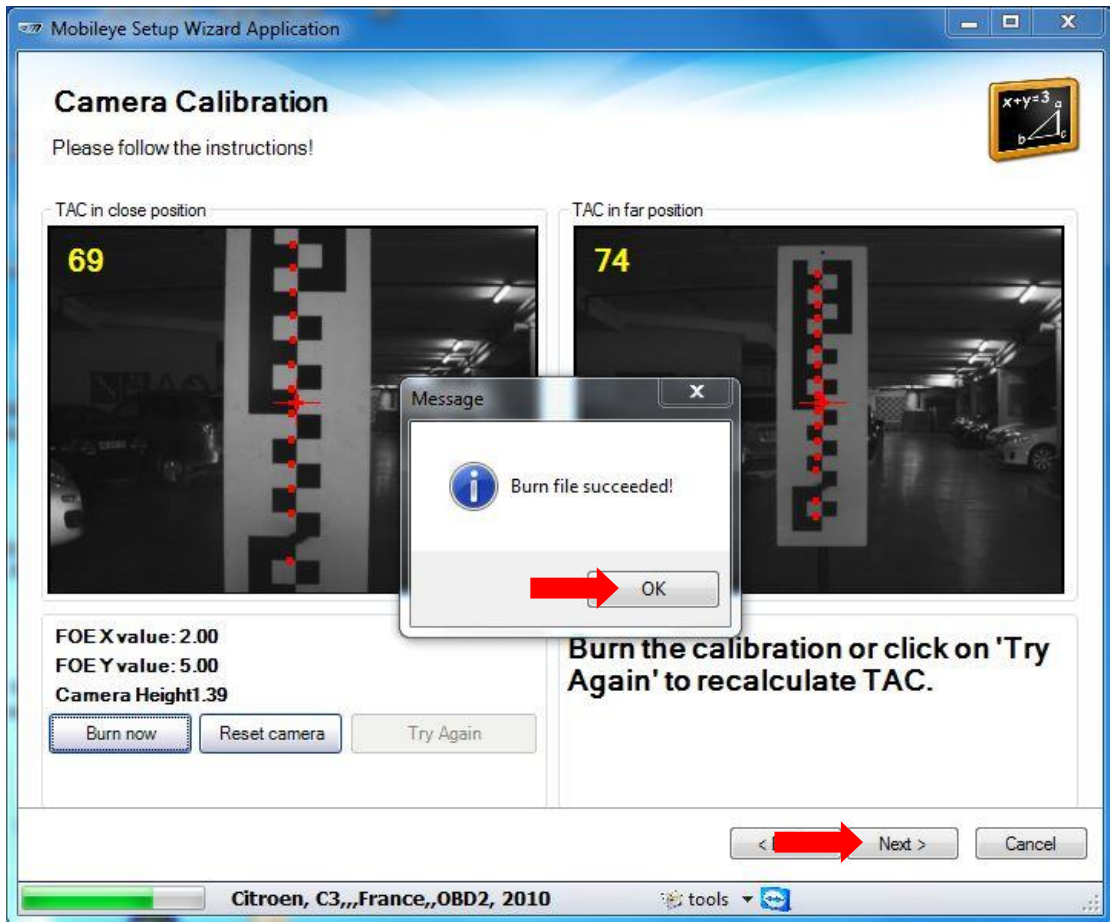 Mobileye Setup Wizard Application
Camera Calibration
Please follow the instructions!
x+y=3
a
b
c
TAC in close position
TAC in far position
69
74
Message
Burn file succeeded!
OK
FOE X value: 2.00
FOE Y value: 5.00
Camera Height1.39
Burn now
Reset camera
Try Again
Burn the calibration or click on 'Try
Again' to recalculate TAC.
<
Next >
Cancel
Citroen, C3,,,France,,OBD2, 2010
tools